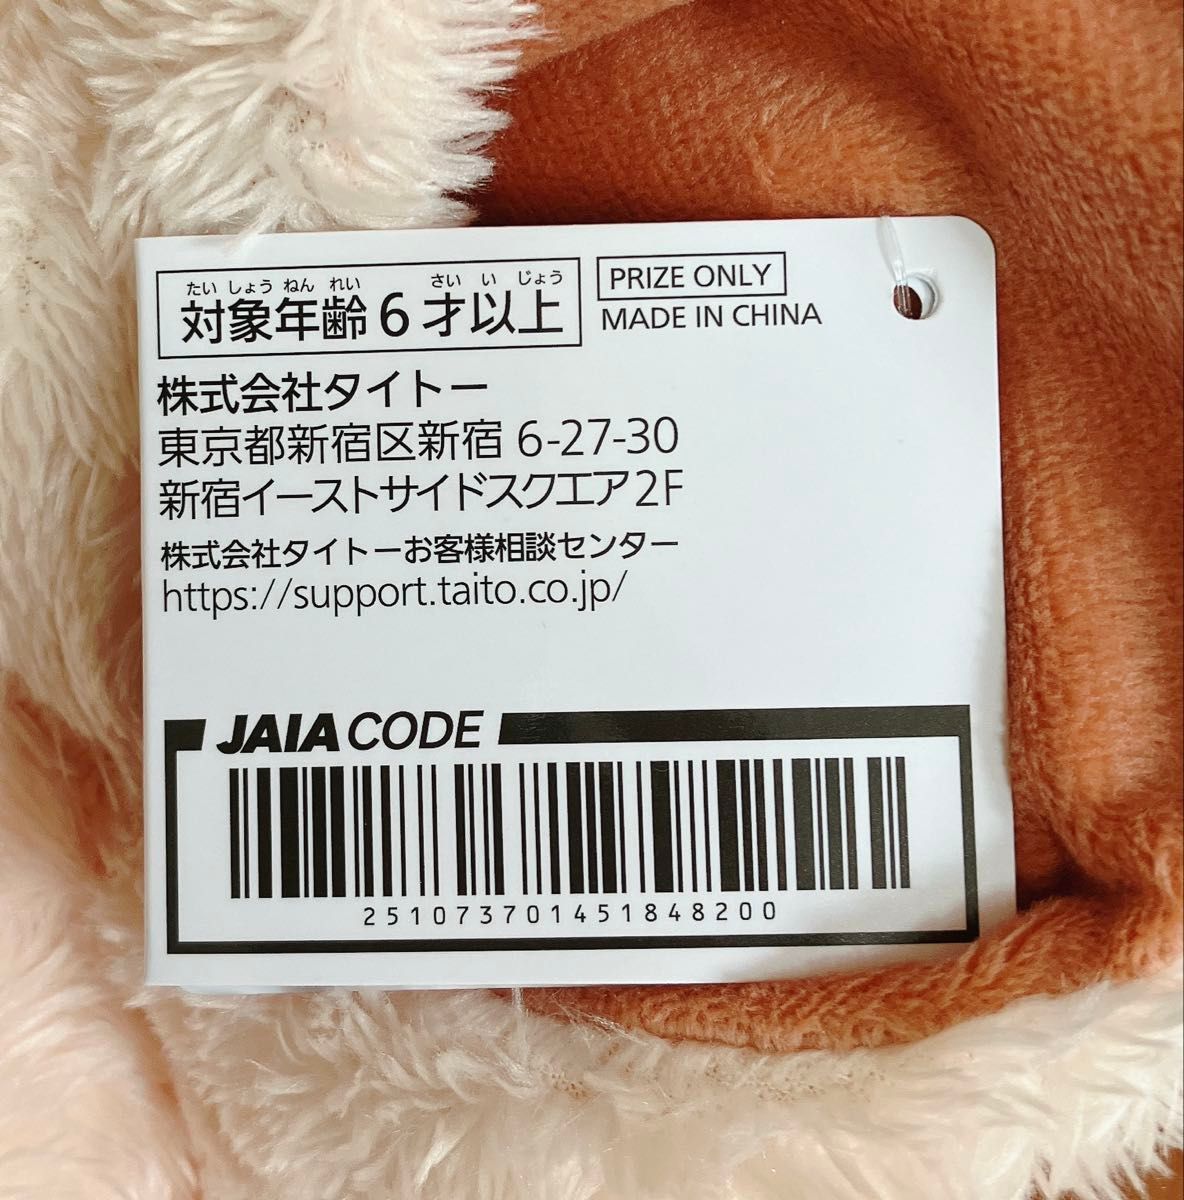 たいしょうねんれい さいいじょう
対象年齢6才以上
PRIZE ONLY
MADE IN CHINA
株式会社タイトー
東京都新宿区新宿 6-27-30
新宿イーストサイドスクエア2F
株式会社タイトーお客様相談センター
https://support.taito.co.jp/
JAIA CODE
251073701451848200